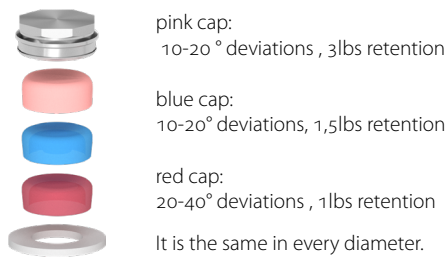 pink cap:
10-20 ° deviations , 3lbs retention
blue cap:
10-20° deviations, 1,5lbs retention
red cap:
20-40° deviations , 1lbs retention
It is the same in every diameter.